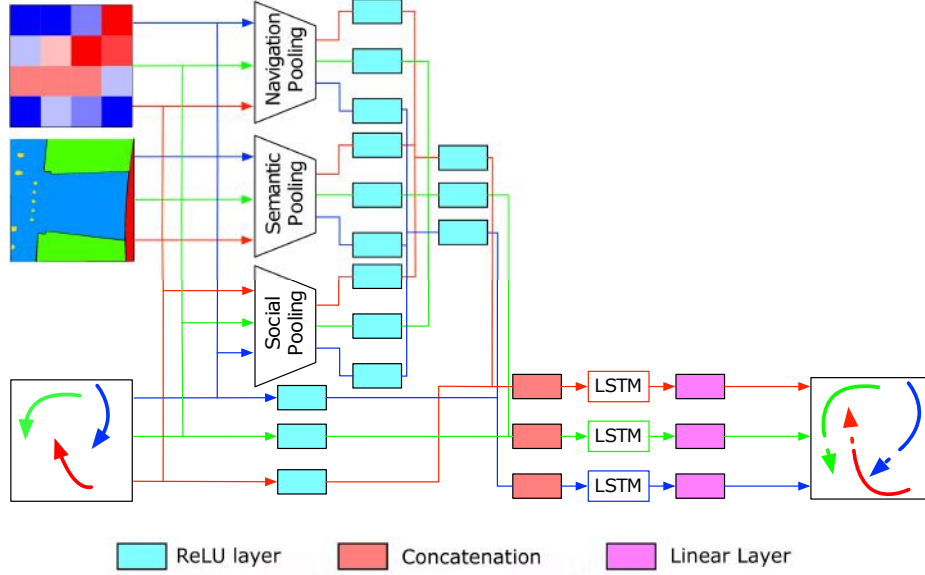 Navigation
Pooling
Semantic
Pooling
Social
Pooling
LSTM
LSTM
LSTM
ReLU layer
Concatenation
Linear Layer